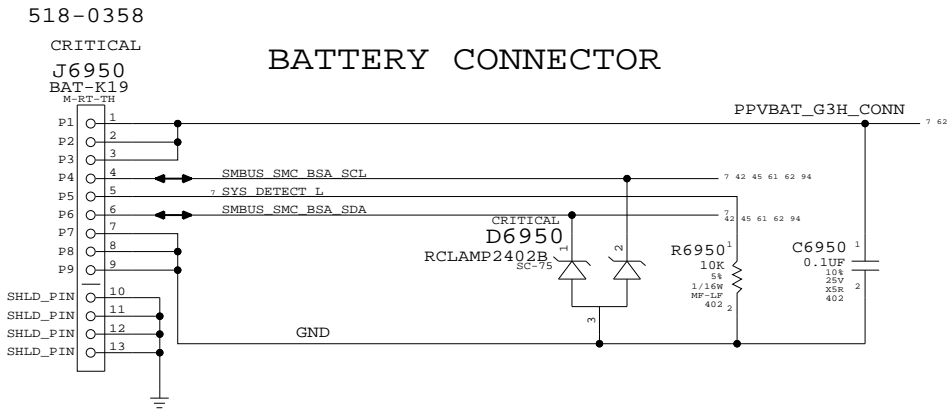 518-0358
CRITICAL
BATTERY CONNECTOR
J6950
BAT-K19
M-RT-TH
PPVBAT_G3H_CONN
P1 1
7 62
P2 2
P3 3
P4 4 SMBUS_SMC_BSA_SCL 7 42 45 61 62 94
P5 5 7 SYS_DETECT_L
P6 6 SMBUS_SMC_BSA_SDA 7
42 45 61 62 94
P7 7
P8 8
P9 9
CRITICAL
D6950
RCLAMP2402B
SC-75
1
2
3
R6950 1
10K
5%
1/16W
MF-LF
402 2
C6950 1
0.1UF
10%
25V
X5R
402
2
SHLD_PIN 10
SHLD_PIN 11
SHLD_PIN 12
SHLD_PIN 13
GND